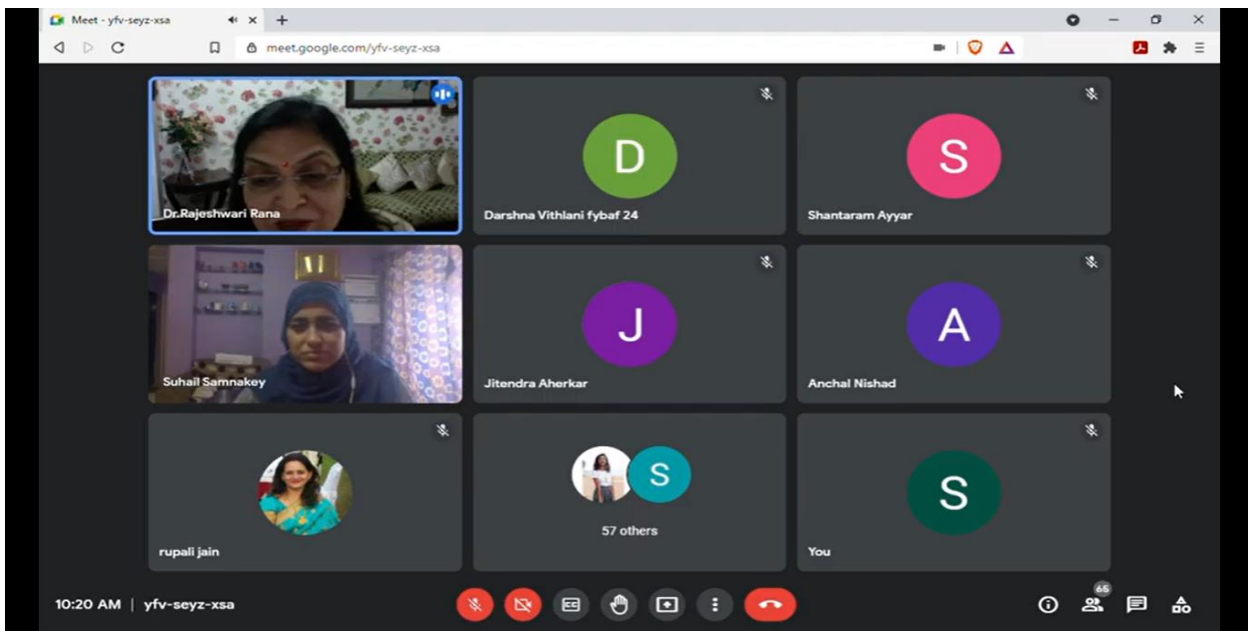 Meet - yfv-seyz-xsa
meet.google.com/yfv-seyz-xsa
Dr.Rajeshwari Rana
D
Darshna Vithlani fybaf 24
S
Shantaram Ayyar
Suhail Samnakey
J
Jitendra Aherkar
A
Anchal Nishad
rupali jain
S
57 others
S
You
10:20 AM | yfv-seyz-xsa
CC
65